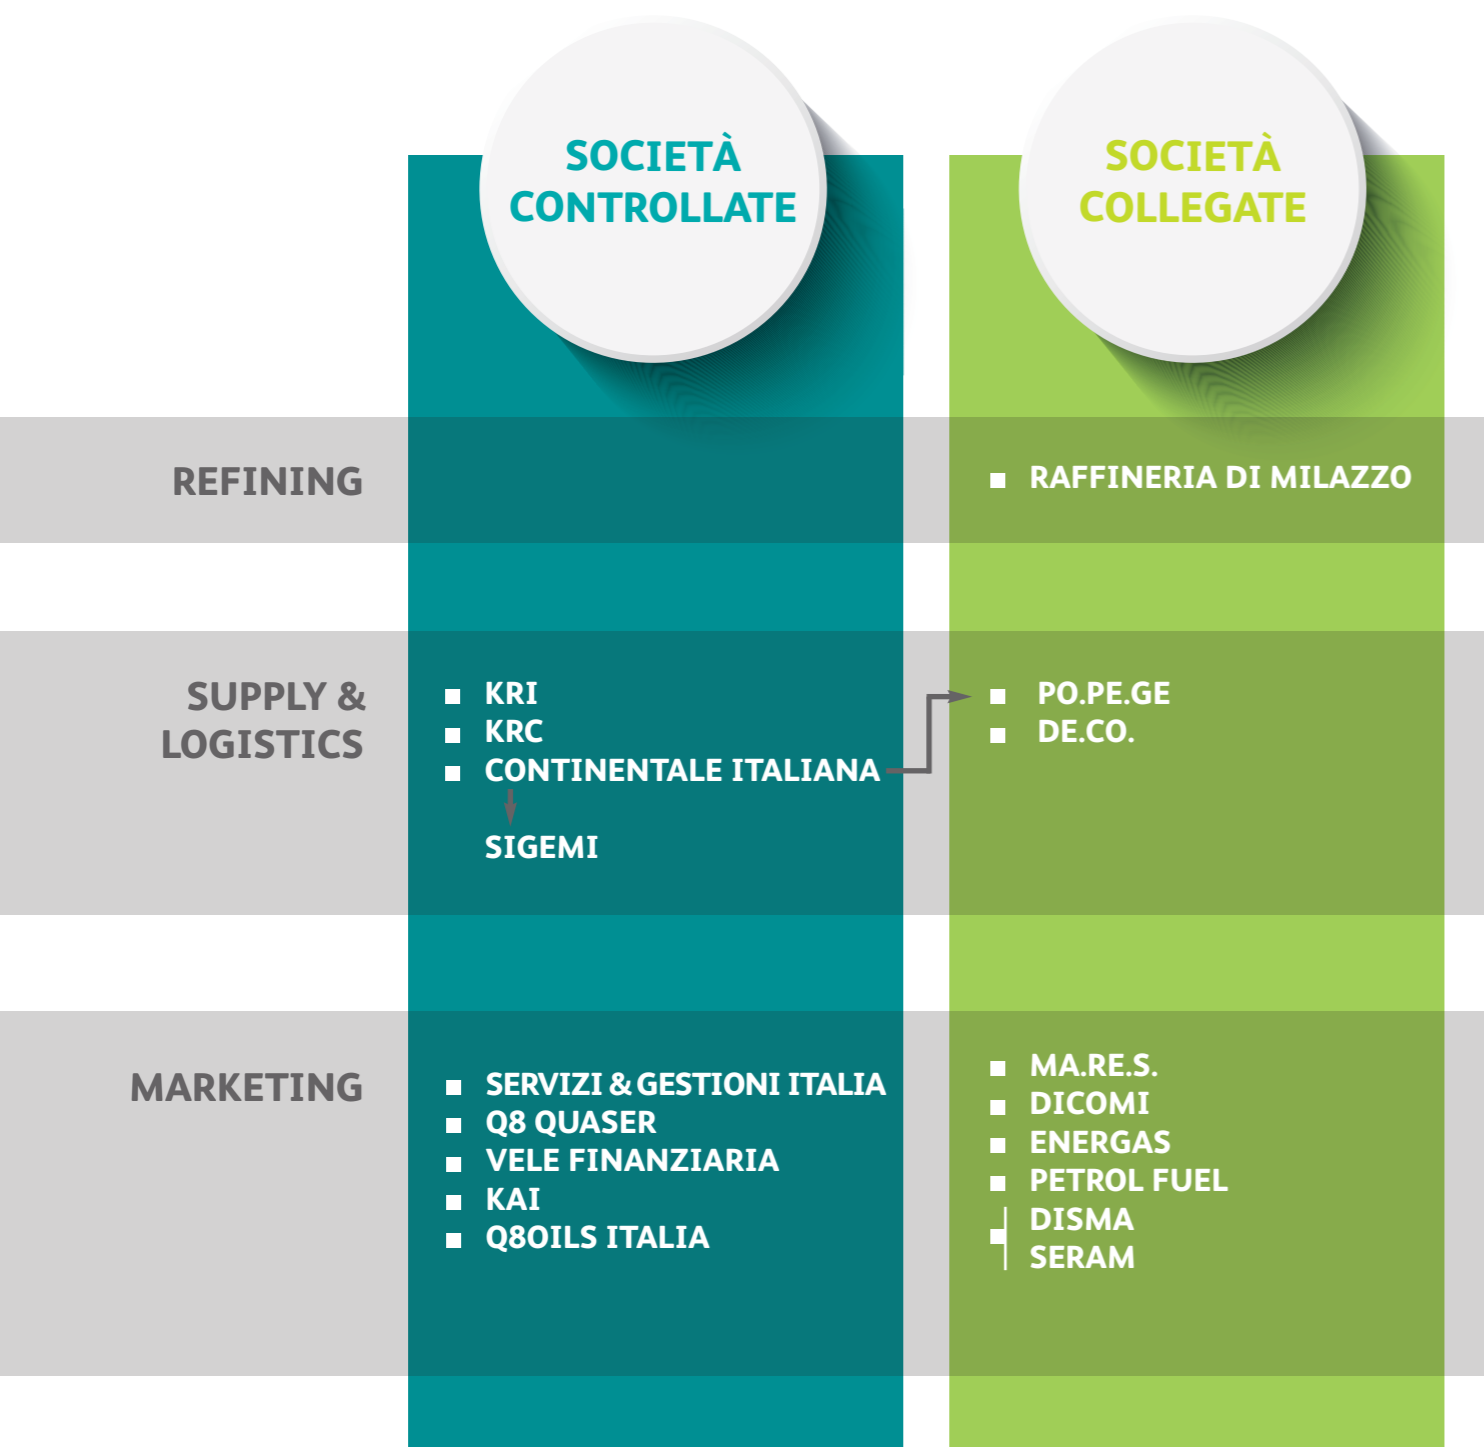 SOCIETÀ
CONTROLLATE
SOCIETÀ
COLLEGATE
REFINING
RAFFINERIA DI MILAZZO
SUPPLY &
LOGISTICS
KRI
KRC
CONTINENTALE ITALIANA
SIGEMI
PO.PE.GE
DE.CO.
MARKETING
SERVIZI & GESTIONI ITALIA
Q8 QUASER
VELE FINANZIARIA
KAI
Q8OILS ITALIA
MA.RE.S.
DICOMI
ENERGAS
PETROL FUEL
DISMA
SERAM